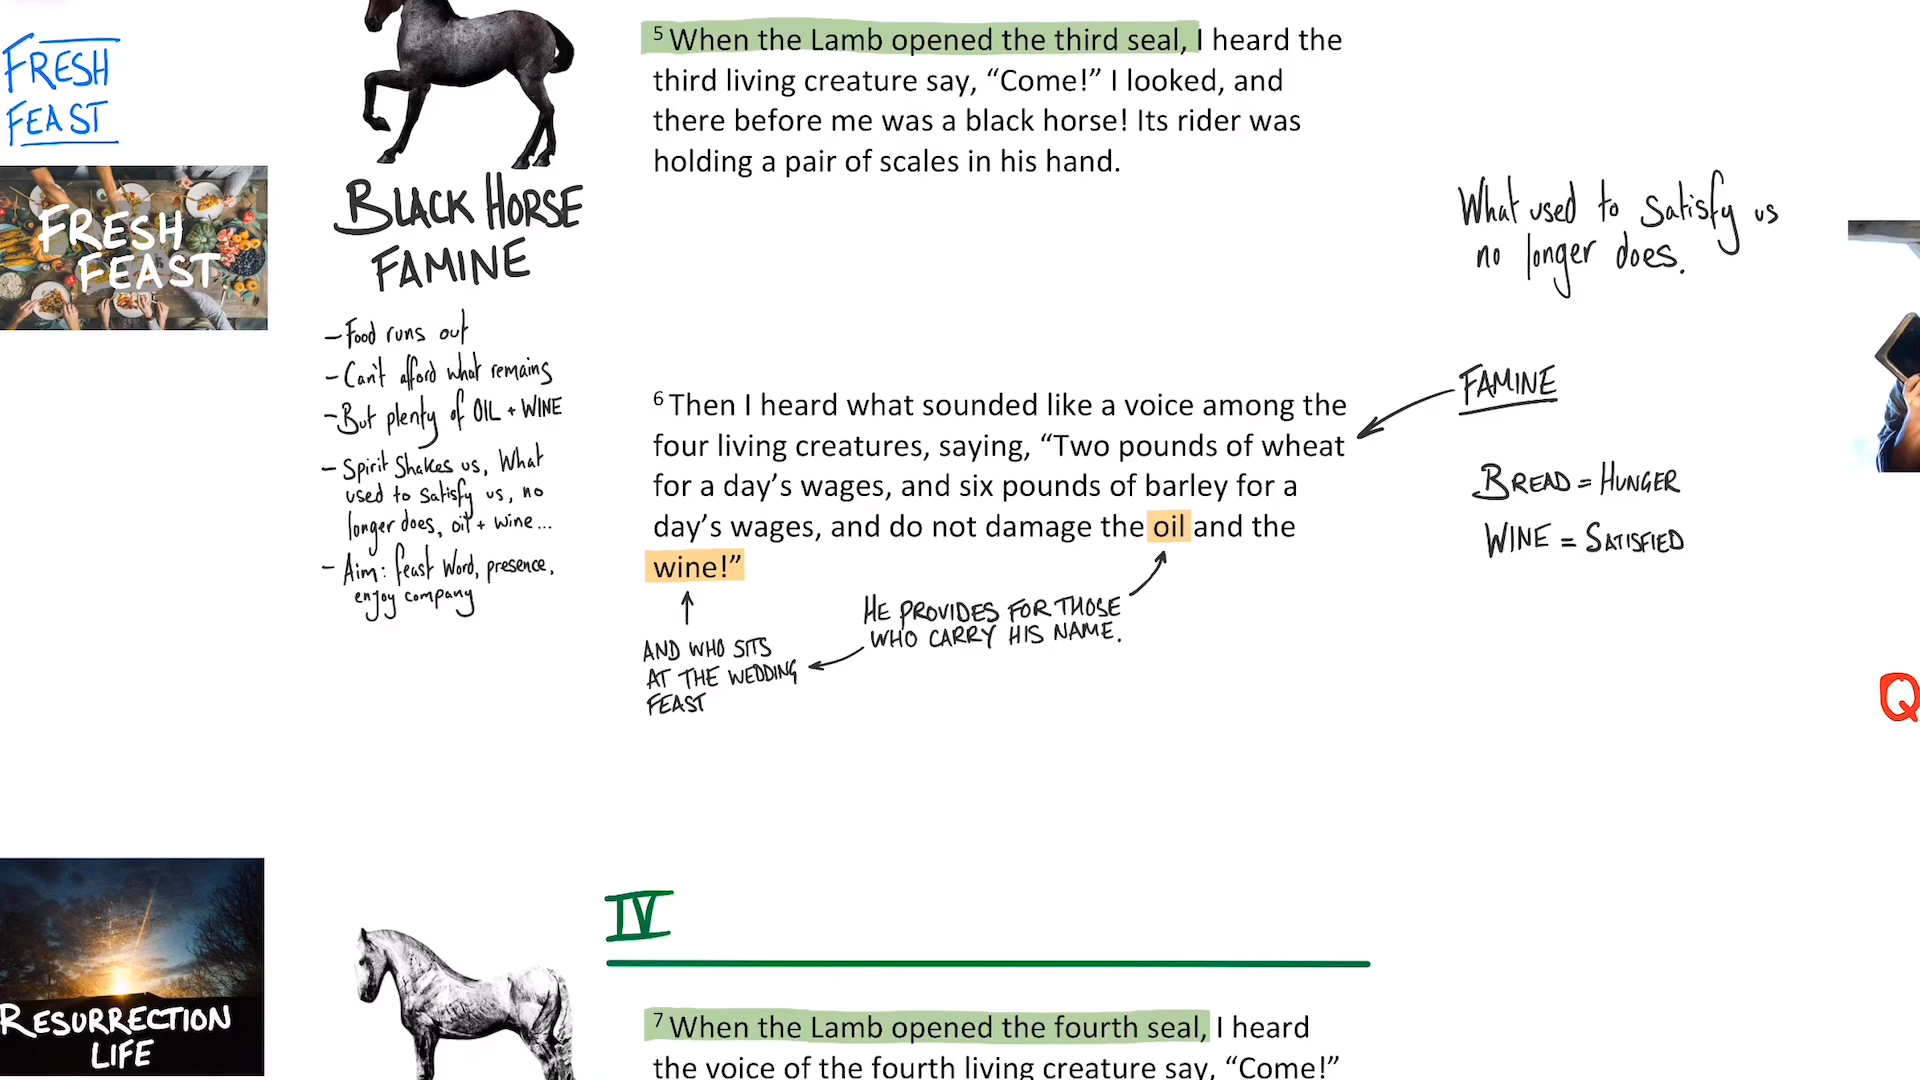 FRESH
FEAST
FRESH
FEAST
BLACK HORSE
FAMINE
– Food runs out
– Can't afford what remains
– But plenty of OIL + WINE
– Spirit Shakes us, What
used to satisfy us, no
longer does, oil + wine...
– Aim: feast Word, presence,
enjoy company
5 When the Lamb opened the third seal, I heard the
third living creature say, “Come!” I looked, and
there before me was a black horse! Its rider was
holding a pair of scales in his hand.
What used to satisfy us
no longer does.
6 Then I heard what sounded like a voice among the
four living creatures, saying, “Two pounds of wheat
for a day’s wages, and six pounds of barley for a
day’s wages, and do not damage the oil and the
wine!”
FAMINE
BREAD = HUNGER
WINE = SATISFIED
HE PROVIDES FOR THOSE
WHO CARRY HIS NAME.
AND WHO SITS
AT THE WEDDING
FEAST
Q
RESURRECTION
LIFE
IV
7 When the Lamb opened the fourth seal, I heard
the voice of the fourth living creature say, “Come!”